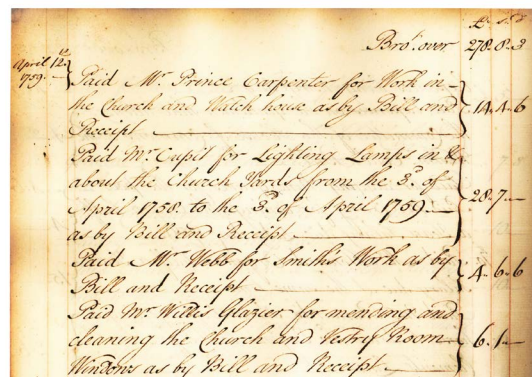 £ s d
Bro.t over 278.8.3
April 12th
1759
Paid Mr. Prince Carpenter for Work in
the Church and Watch house as by Bill and
Receipt 14.4.6
Paid Mr. Cupit for Lighting Lamps in &
about the Church Yards from the 3d. of
April 1758. to the 3d. of April 1759
as by Bill and Receipt 28.7.—
Paid Mr. Webb for Smiths Work as by
Bill and Receipt 4.6.6
Paid Mr. Willis Glazier for mending and
cleaning the Church and Vestry Room
Windows as by Bill and Receipt 6.1.—